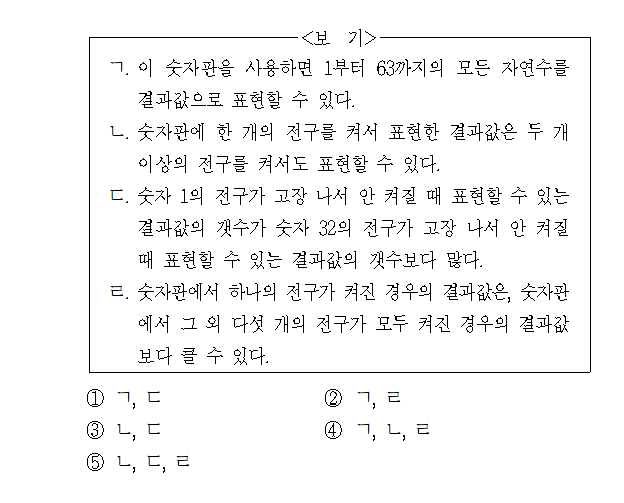 <보 기>
ㄱ. 이 숫자판을 사용하면 1부터 63까지의 모든 자연수를
결과값으로 표현할 수 있다.
ㄴ. 숫자판에 한 개의 전구를 켜서 표현한 결과값은 두 개
이상의 전구를 켜서도 표현할 수 있다.
ㄷ. 숫자 1의 전구가 고장 나서 안 켜질 때 표현할 수 있는
결과값의 갯수가 숫자 32의 전구가 고장 나서 안 켜질
때 표현할 수 있는 결과값의 갯수보다 많다.
ㄹ. 숫자판에서 하나의 전구가 켜진 경우의 결과값은, 숫자판
에서 그 외 다섯 개의 전구가 모두 켜진 경우의 결과값
보다 클 수 있다.
① ㄱ, ㄷ ② ㄱ, ㄹ
③ ㄴ, ㄷ ④ ㄱ, ㄴ, ㄹ
⑤ ㄴ, ㄷ, ㄹ